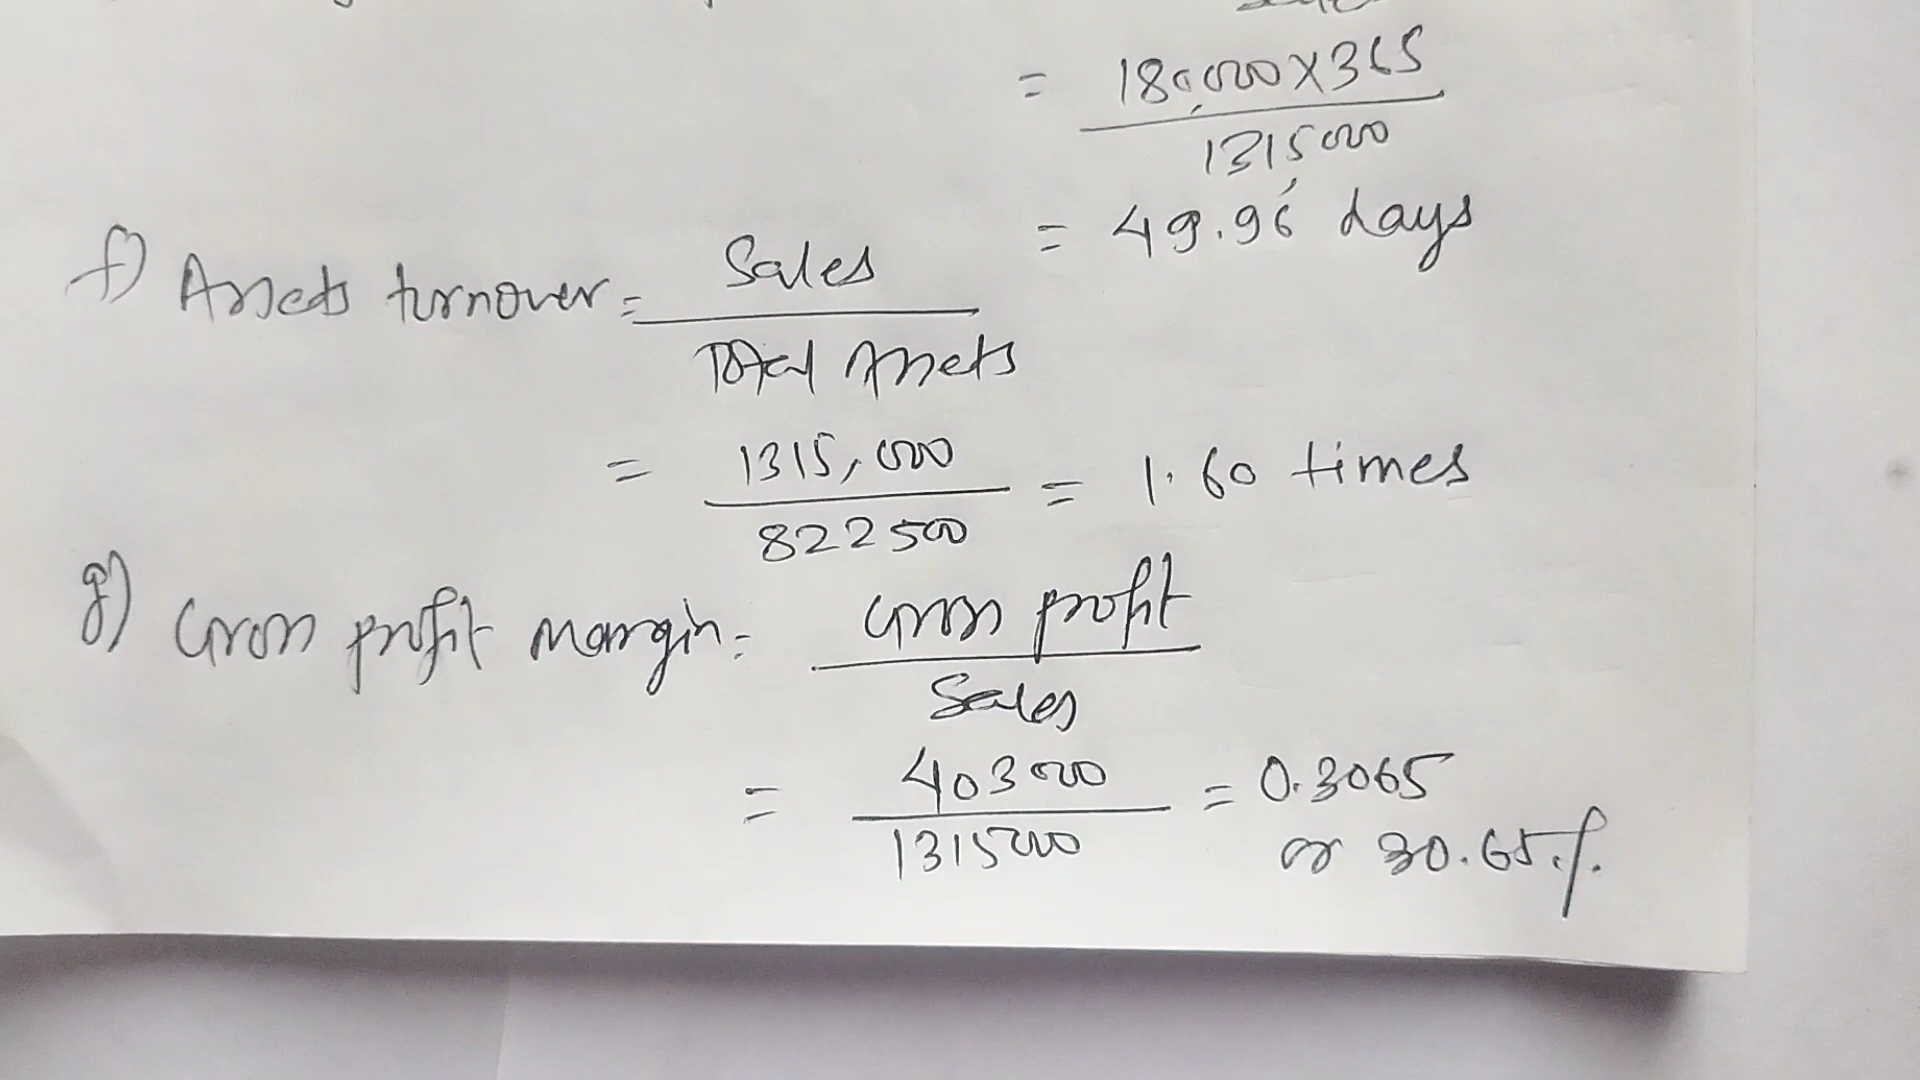 = 180,000×365
1315000
= 49.96 days
f) Assets turnover = Sales
Total Assets
= 1315,000 = 1.60 times
822500
g) Gross profit margin = Gross profit
Sales
= 403000 = 0.3065
1315000 or 30.65%